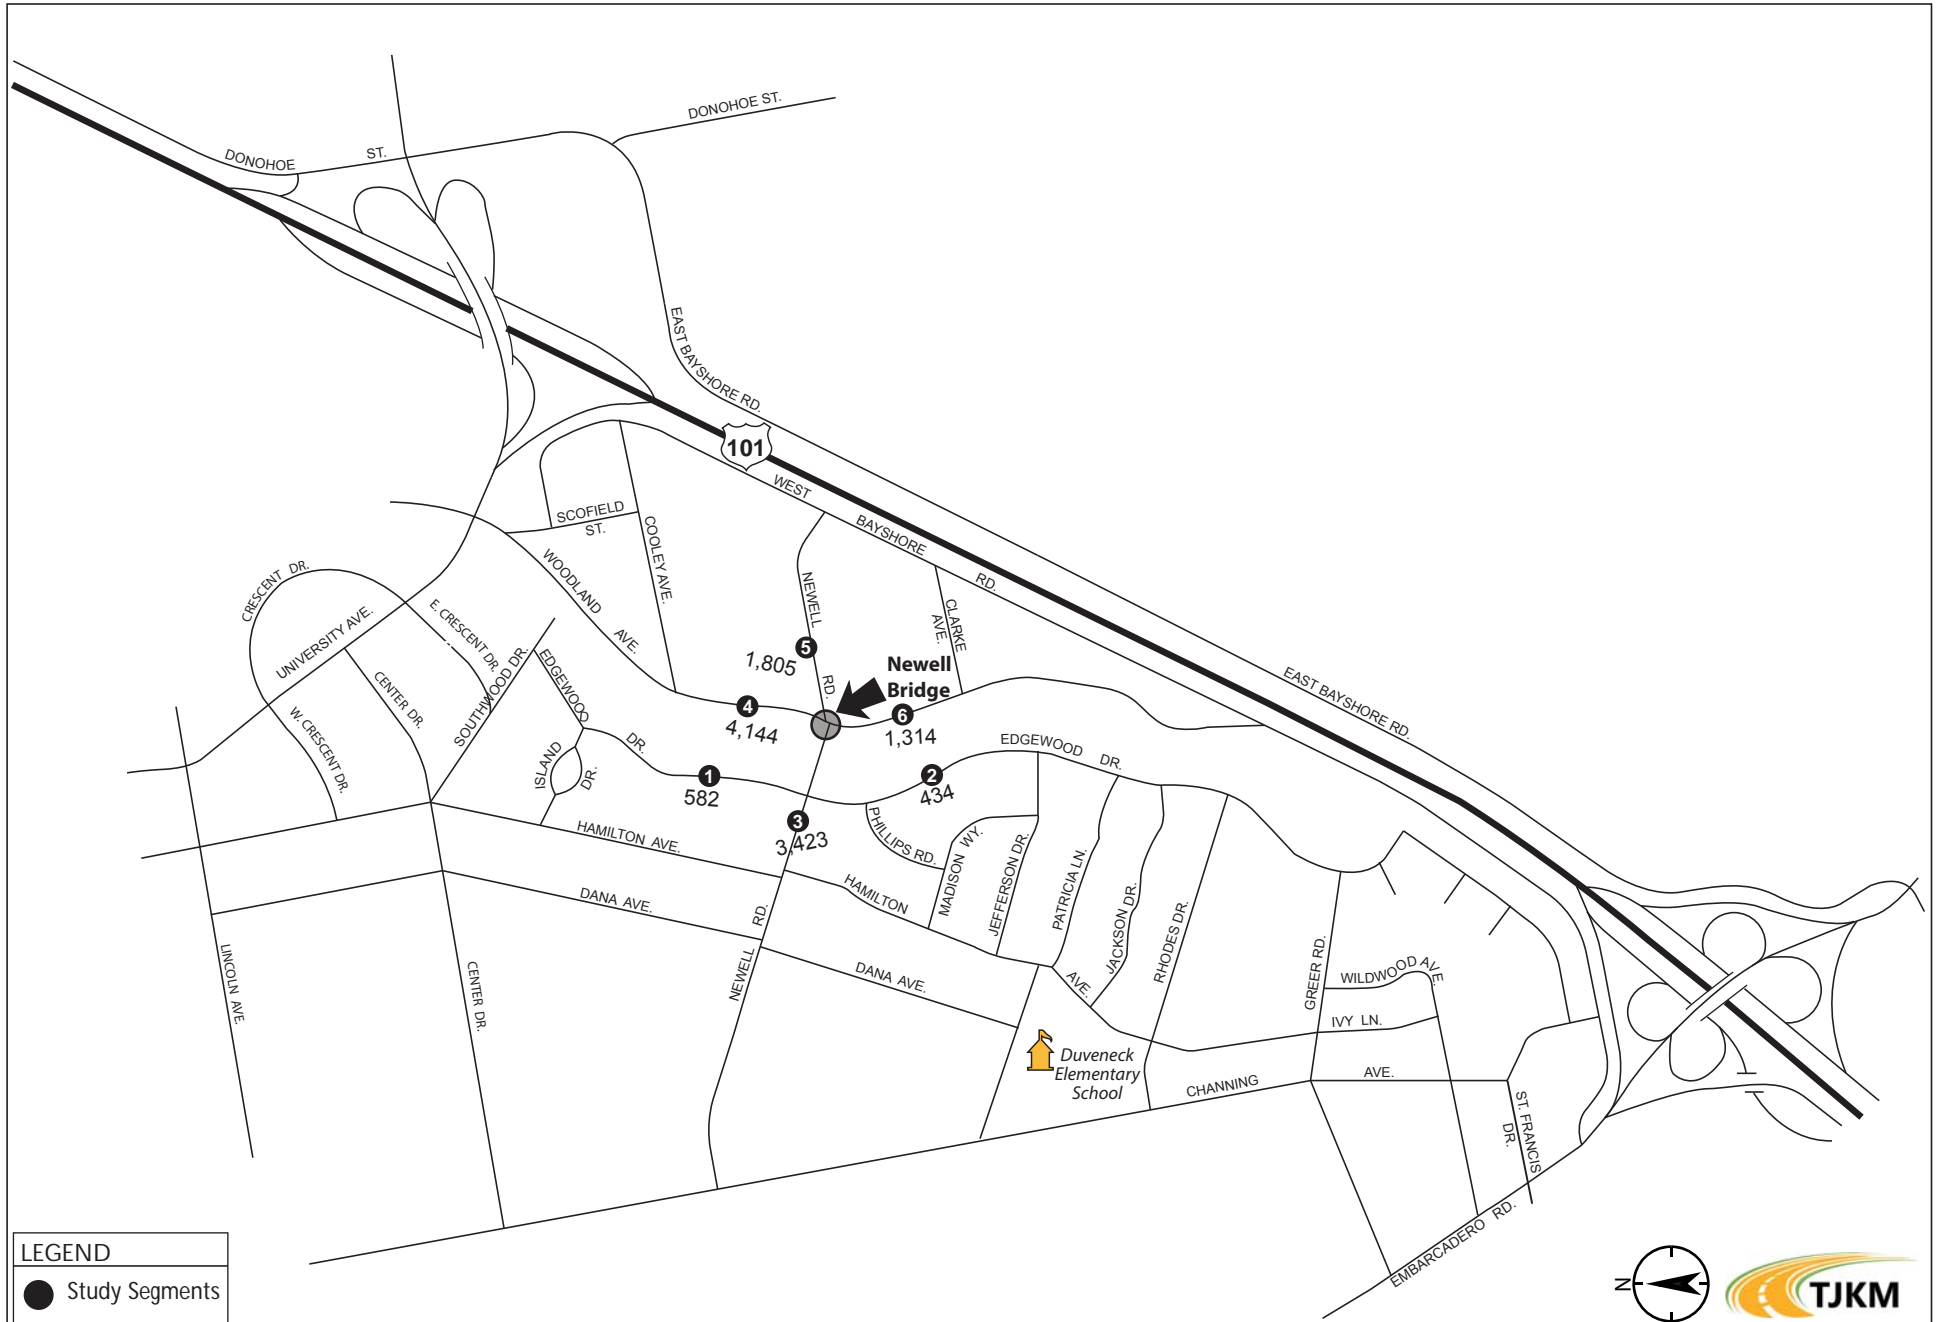 DONOHOE ST.
DONOHOE
ST.
EAST BAYSHORE RD.
101
WEST
BAYSHORE
RD.
SCOFIELD
ST.
COOLEY AVE.
WOODLAND
AVE.
NEWELL
RD.
CLARKE
AVE.
CRESCENT DR.
UNIVERSITY AVE.
E. CRESCENT DR.
CENTER DR.
SOUTHWOOD DR.
EDGEWOOD
DR.
W. CRESCENT DR.
ISLAND
DR.
5
1,805
Newell
Bridge
4
4,144
6
1,314
EAST BAYSHORE RD.
EDGEWOOD DR.
1
582
2
434
3
3,423
HAMILTON AVE.
PHILLIPS RD.
MADISON WY.
JEFFERSON DR.
PATRICIA LN.
JACKSON DR.
RHODES DR.
HAMILTON
AVE.
DANA AVE.
DANA AVE.
NEWELL
RD.
LINCOLN AVE.
CENTER DR.
GREER RD.
WILDWOOD AVE.
IVY LN.
Duveneck
Elementary
School
CHANNING
AVE.
ST. FRANCIS
DR.
EMBARCADERO RD.
LEGEND
Study Segments
N
TJKM